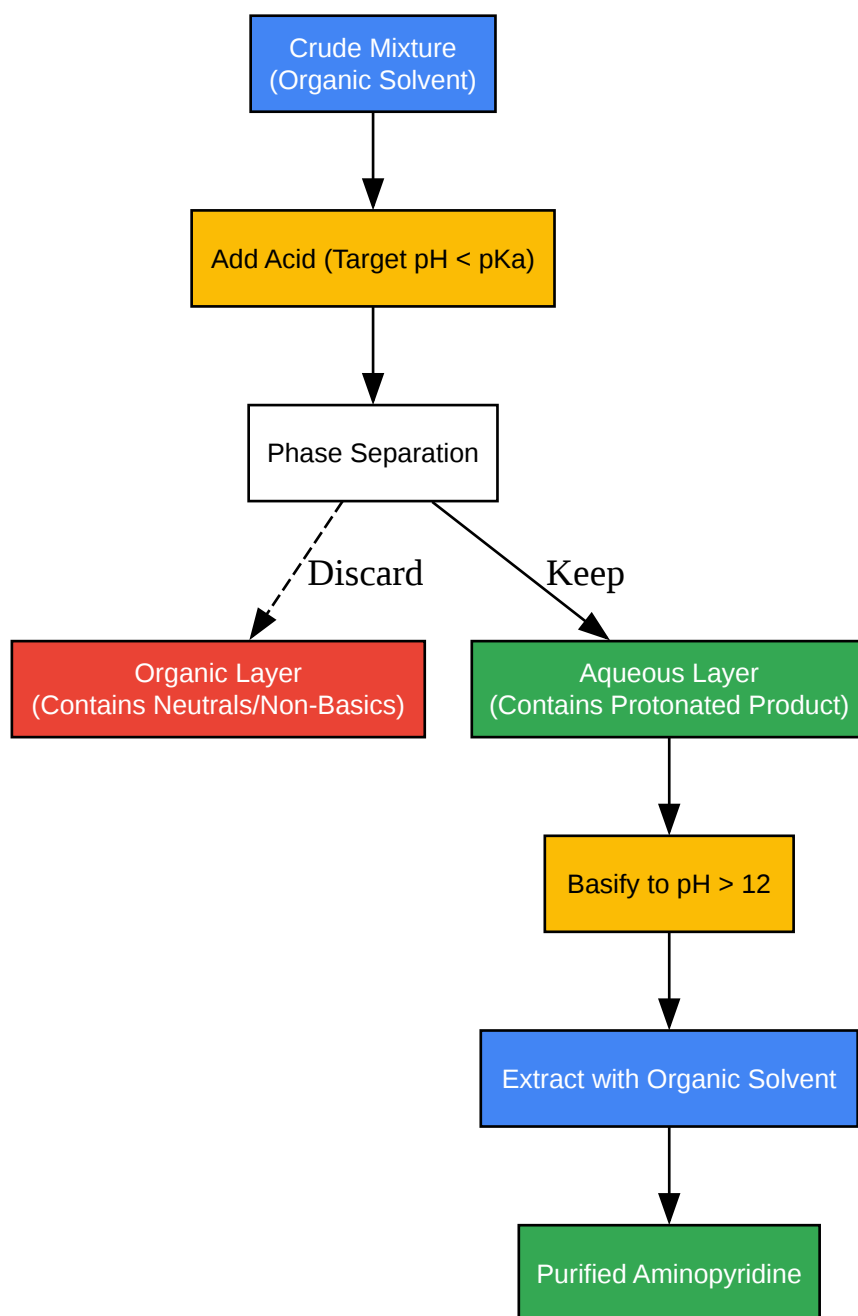 Crude Mixture
(Organic Solvent)
Add Acid (Target pH < pKa)
Phase Separation
Discard
Keep
Organic Layer
(Contains Neutrals/Non-Basics)
Aqueous Layer
(Contains Protonated Product)
Basify to pH > 12
Extract with Organic Solvent
Purified Aminopyridine